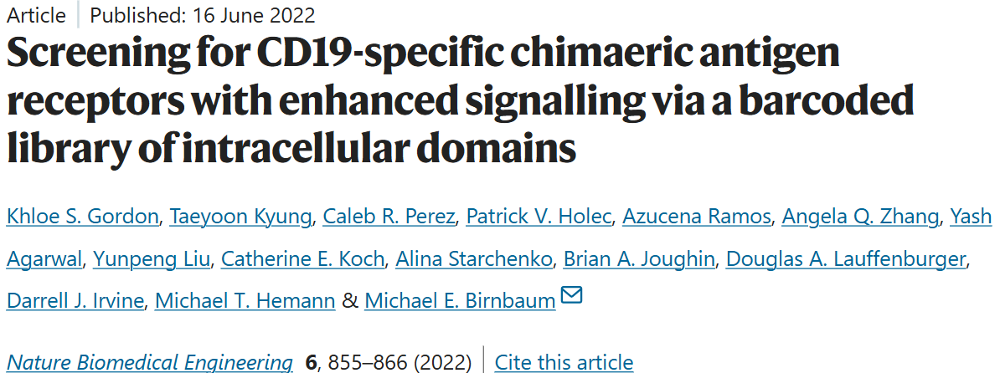 Article | Published: 16 June 2022
Screening for CD19-specific chimaeric antigen
receptors with enhanced signalling via a barcoded
library of intracellular domains
Khloe S. Gordon, Taeyoon Kyung, Caleb R. Perez, Patrick V. Holec, Azucena Ramos, Angela Q. Zhang, Yash
Agarwal, Yunpeng Liu, Catherine E. Koch, Alina Starchenko, Brian A. Joughin, Douglas A. Lauffenburger,
Darrell J. Irvine, Michael T. Hemann & Michael E. Birnbaum
Nature Biomedical Engineering 6, 855–866 (2022) | Cite this article